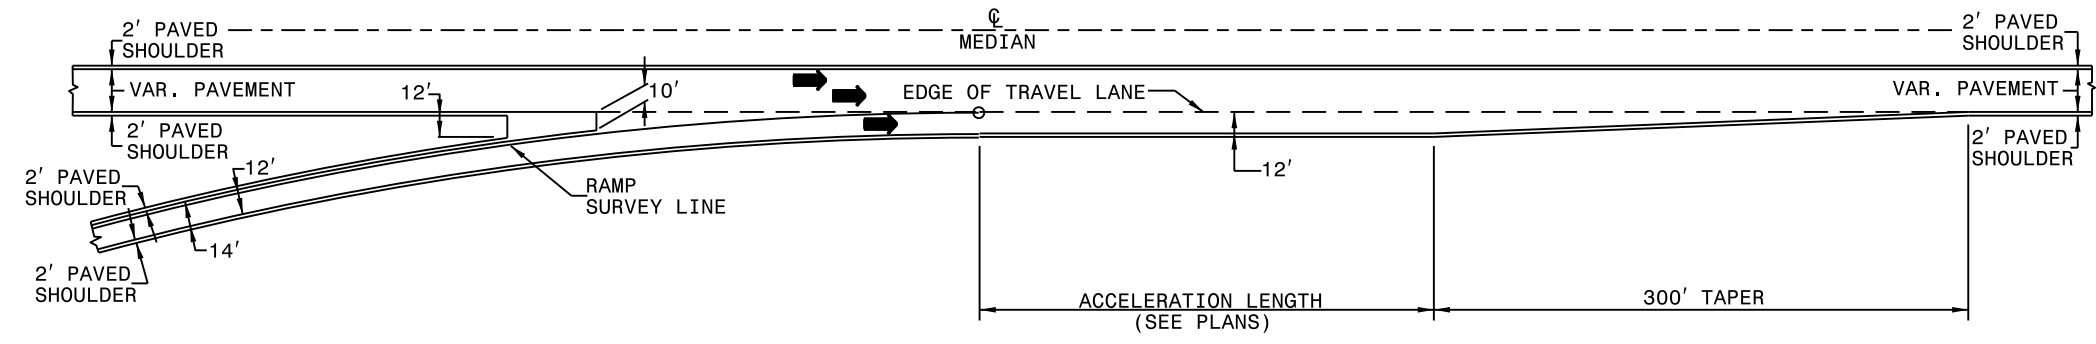 2' PAVED
SHOULDER
℄
MEDIAN
2' PAVED
SHOULDER
VAR. PAVEMENT
12'
10'
EDGE OF TRAVEL LANE
VAR. PAVEMENT
2' PAVED
SHOULDER
2' PAVED
SHOULDER
12'
12'
2' PAVED
SHOULDER
RAMP
SURVEY LINE
14'
2' PAVED
SHOULDER
ACCELERATION LENGTH
(SEE PLANS)
300' TAPER